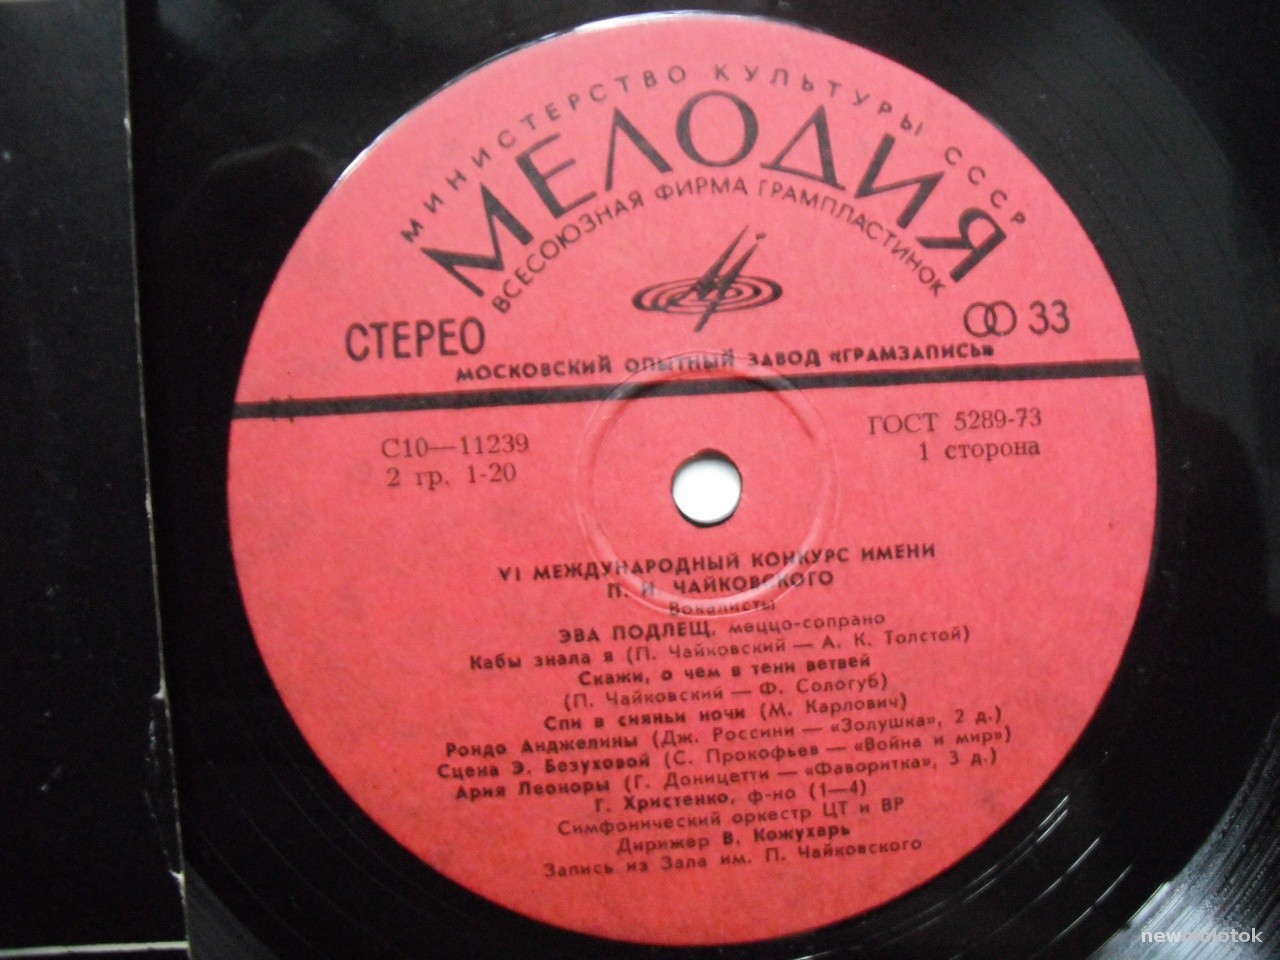 МИНИСТЕРСТВО КУЛЬТУРЫ СССР
МЕЛОДИЯ
ВСЕСОЮЗНАЯ ФИРМА ГРАМПЛАСТИНОК
СТЕРЕО
33
МОСКОВСКИЙ ОПЫТНЫЙ ЗАВОД «ГРАМЗАПИСЬ»
С10—11239
ГОСТ 5289-73
2 гр. 1-20
1 сторона
VI МЕЖДУНАРОДНЫЙ КОНКУРС ИМЕНИ
П. И. ЧАЙКОВСКОГО
Вокалисты
ЭВА ПОДЛЕЩ, меццо-сопрано
Кабы знала я (П. Чайковский — А. К. Толстой)
Скажи, о чем в тени ветвей
(П. Чайковский — Ф. Сологуб)
Спи в сияньи ночи (М. Карлович)
Рондо Анджелины (Дж. Россини — «Золушка», 2 д.)
Сцена Э. Безуховой (С. Прокофьев — «Война и мир»)
Ария Леоноры (Г. Доницетти — «Фаворитка», 3 д.)
Г. Христенко, ф-но (1—4)
Симфонический оркестр ЦТ и ВР
Дирижер В. Кожухарь
Запись из Зала им. П. Чайковского